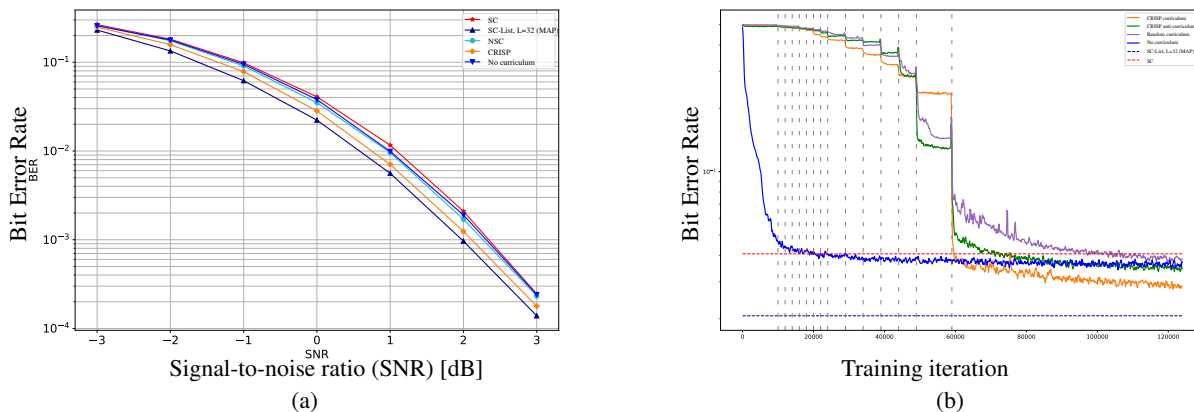 SC
SC-List, L=32 (MAP)
NSC
CRISP
No curriculum
10⁻¹
10⁻²
10⁻³
10⁻⁴
Bit Error Rate
BER
−3
−2
−1
0
1
2
3
SNR
Signal-to-noise ratio (SNR) [dB]
(a)
CRISP curriculum
CRISP anti-curriculum
Random curriculum
No curriculum
SC-List, L=32 (MAP)
SC
10⁻¹
Bit Error Rate
0
20000
40000
60000
80000
100000
120000
Training iteration
(b)